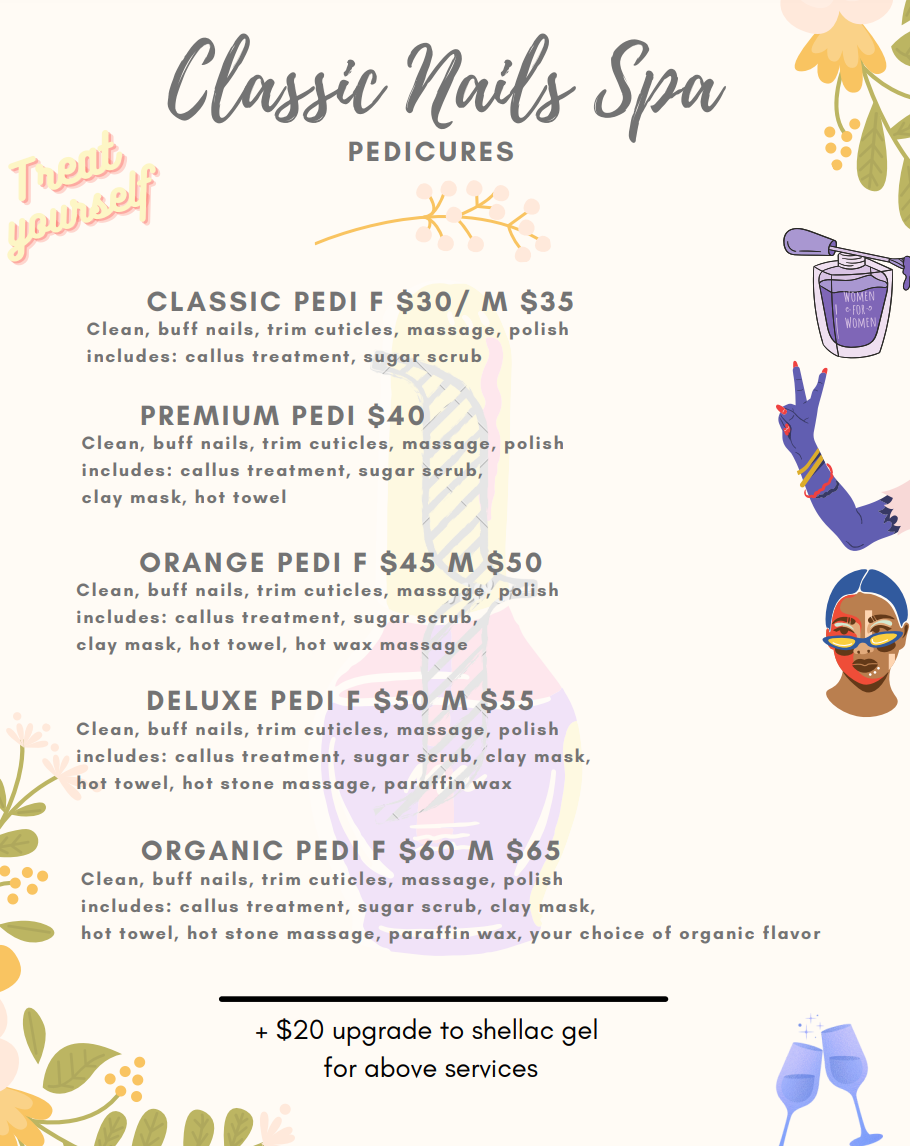 Classic Nails Spa
PEDICURES
Treat
yourself
CLASSIC PEDI F $30/ M $35
Clean, buff nails, trim cuticles, massage, polish
includes: callus treatment, sugar scrub
WOMEN
FOR
WOMEN
PREMIUM PEDI $40
Clean, buff nails, trim cuticles, massage, polish
includes: callus treatment, sugar scrub,
clay mask, hot towel
ORANGE PEDI F $45 M $50
Clean, buff nails, trim cuticles, massage, polish
includes: callus treatment, sugar scrub,
clay mask, hot towel, hot wax massage
DELUXE PEDI F $50 M $55
Clean, buff nails, trim cuticles, massage, polish
includes: callus treatment, sugar scrub, clay mask,
hot towel, hot stone massage, paraffin wax
ORGANIC PEDI F $60 M $65
Clean, buff nails, trim cuticles, massage, polish
includes: callus treatment, sugar scrub, clay mask,
hot towel, hot stone massage, paraffin wax, your choice of organic flavor
+ $20 upgrade to shellac gel
for above services